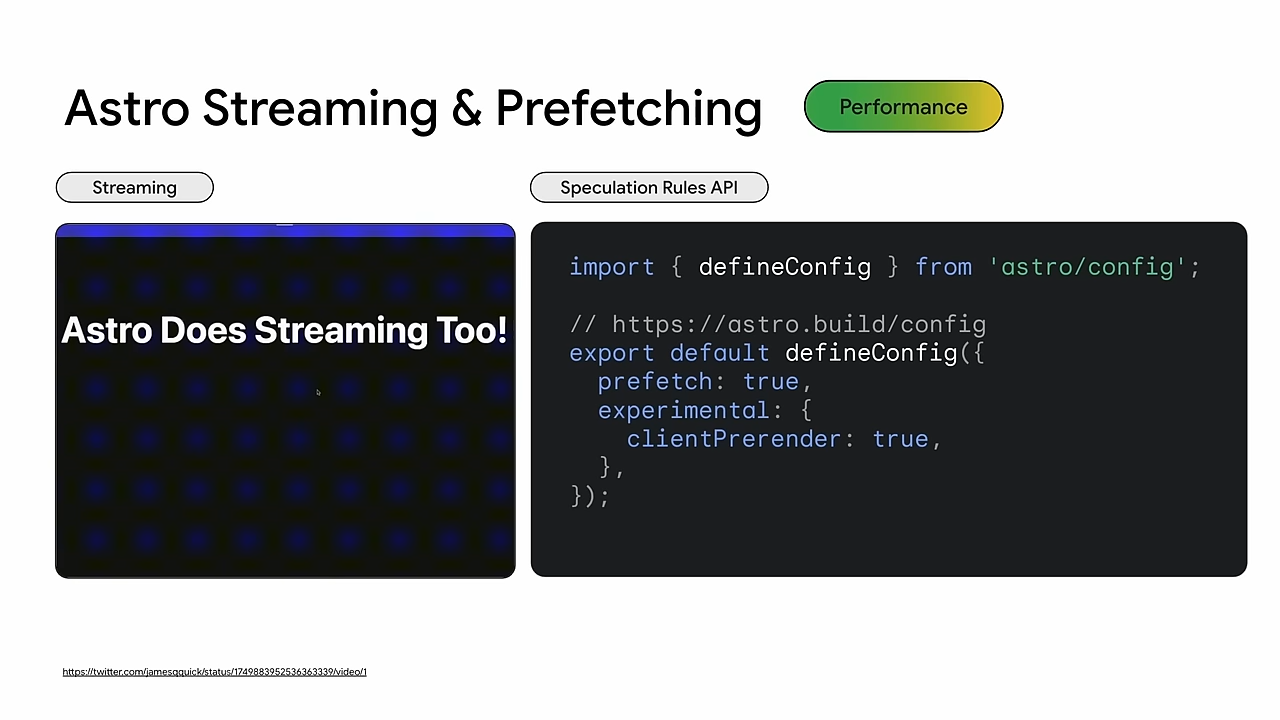 Astro Streaming & Prefetching
Performance
Streaming
Speculation Rules API
Astro Does Streaming Too!
import { defineConfig } from 'astro/config';
// https://astro.build/config
export default defineConfig({
  prefetch: true,
  experimental: {
    clientPrerender: true,
  },
});
https://twitter.com/jamesqquick/status/1749883952536363339/video/1